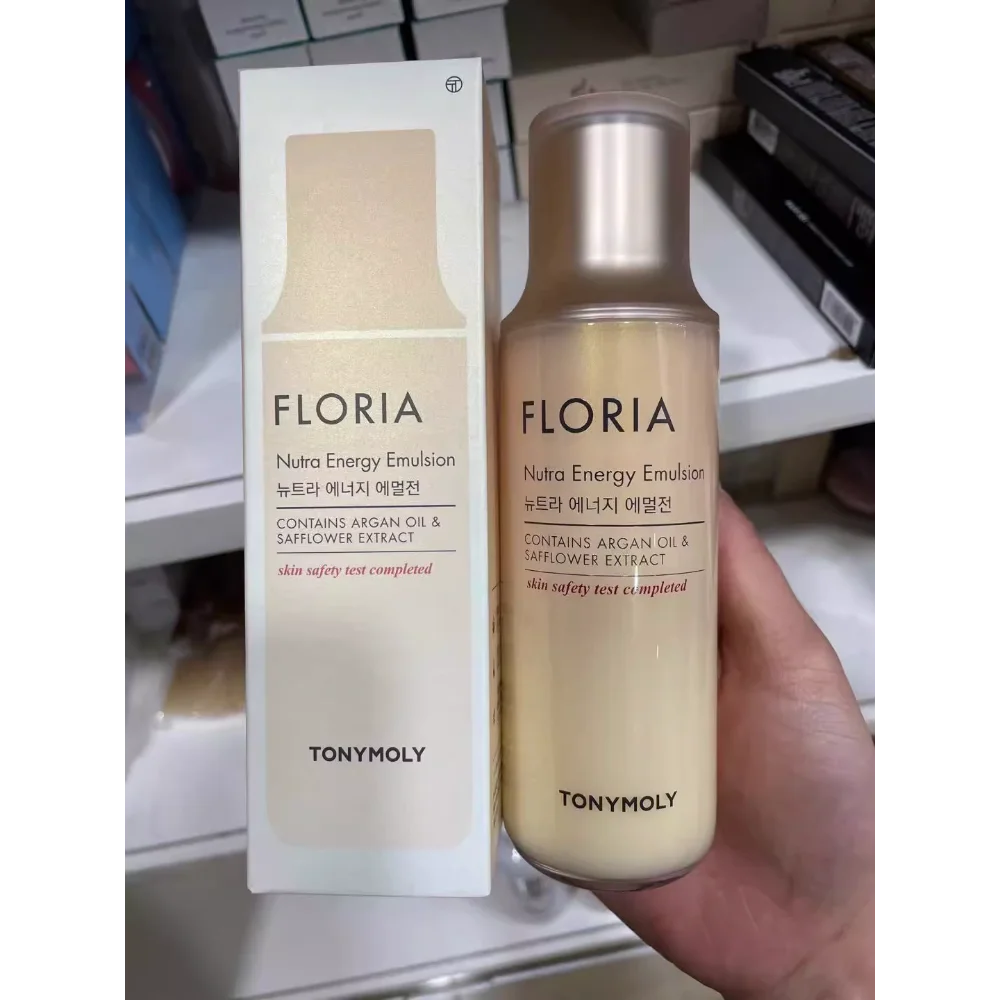 FLORIA
Nutra Energy Emulsion
뉴트라 에너지 에멀전
CONTAINS ARGAN OIL &
SAFFLOWER EXTRACT
skin safety test completed
TONYMOLY
FLORIA
Nutra Energy Emulsion
뉴트라 에너지 에멀전
CONTAINS ARGAN OIL &
SAFFLOWER EXTRACT
skin safety test completed
TONYMOLY